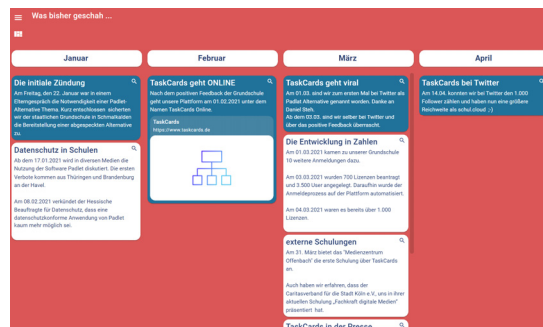 Was bisher geschah ...
Januar
Die initiale Zündung
Am Freitag, den 22. Januar war in einem
Elterngespräch die Notwendigkeit einer Padlet-
Alternative Thema. Kurz entschlossen sicherten
wir der staatlichen Grundschule in Schmalkalden
die Bereitstellung einer abgespeckten Alternative
zu.
Datenschutz in Schulen
Ab dem 17.01.2021 wird in diversen Medien die
Nutzung der Software Padlet diskutiert. Die ersten
Verbote kommen aus Thüringen und Brandenburg
an der Havel.
Am 08.02.2021 verkündet der Hessische
Beauftragte für Datenschutz, dass eine
datenschutzkonforme Anwendung von Padlet
kaum mehr möglich sei.
Februar
TaskCards geht ONLINE
Nach dem positiven Feedback der Grundschule
geht unsere Plattform am 01.02.2021 unter dem
Namen TaskCards Online.
TaskCards
https://www.taskcards.de
März
TaskCards geht viral
Am 01.03. sind wir zum ersten Mal bei Twitter als
Padlet Alternative genannt worden. Danke an
Daniel Steh.
Ab dem 03.03. sind wir selber bei Twitter und
über das positive Feedback überrascht.
Die Entwicklung in Zahlen
Am 01.03.2021 kamen zu unserer Grundschule
10 weitere Anmeldungen dazu.
Am 03.03.2021 wurden 700 Lizenzen beantragt
und 3.500 User angelegt. Daraufhin wurde der
Anmeldeprozess auf der Plattform automatisiert.
Am 04.03.2021 waren es bereits über 1.000
Lizenzen.
externe Schulungen
Am 31. März bietet das "Medienzentrum
Offenbach" die erste Schulung über TaskCards
an.
Auch haben wir erfahren, dass der
Caritasverband für die Stadt Köln e.V., uns in ihrer
aktuellen Schulung „Fachkraft digitale Medien"
präsentiert hat.
TaskCards in der Presse
April
TaskCards bei Twitter
Am 14.04. konnten wir bei Twitter den 1.000
Follower zählen und haben nun eine größere
Reichweite als schul.cloud ;-)